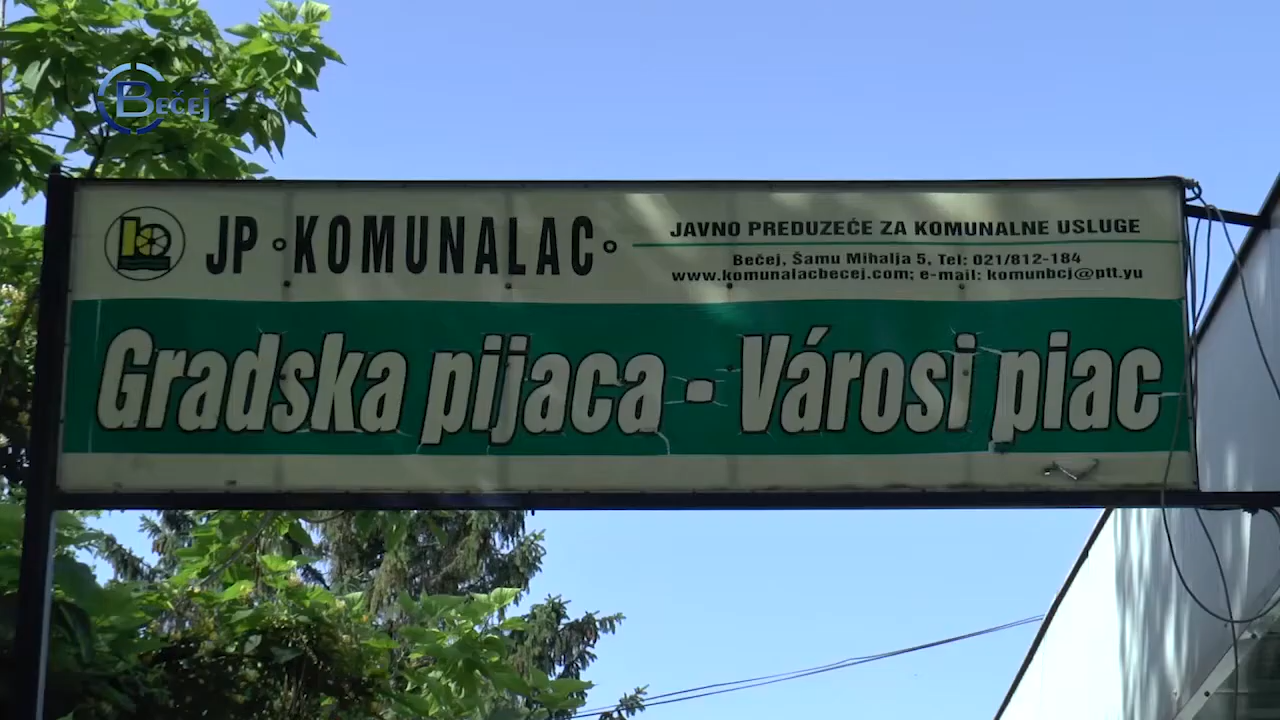 BEČEJ
JP KOMUNALAC
JAVNO PREDUZEĆE ZA KOMUNALNE USLUGE
Bečej, Šamu Mihalja 5, Tel: 021/812-184
www.komunalacbecej.com; e-mail: komunbcj@ptt.yu
Gradska pijaca - Városi piac